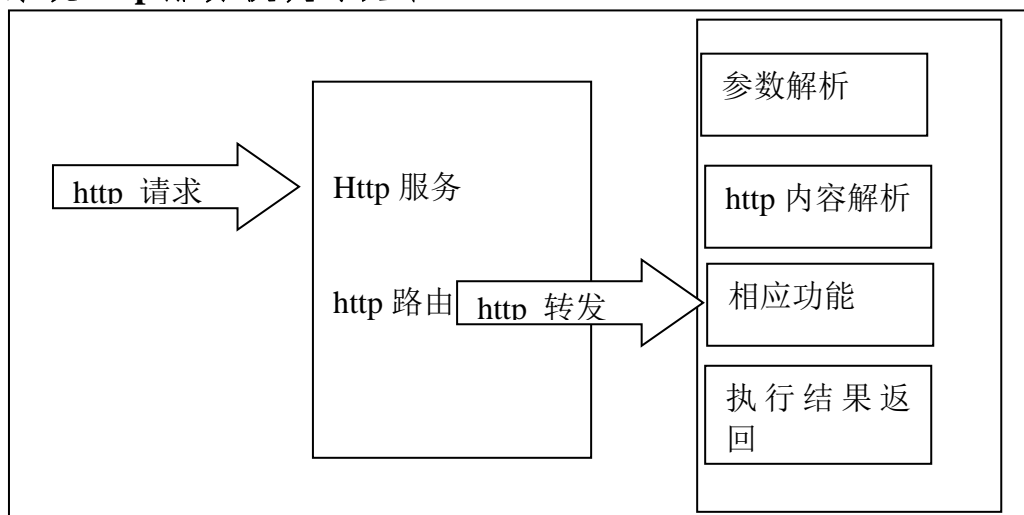 http 请求
Http 服务
http 路由
http 转发
参数解析
http 内容解析
相应功能
执行结果返
回